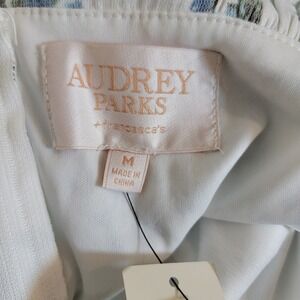 AUDREY
PARKS
+ francesca's
M
MADE IN
CHINA